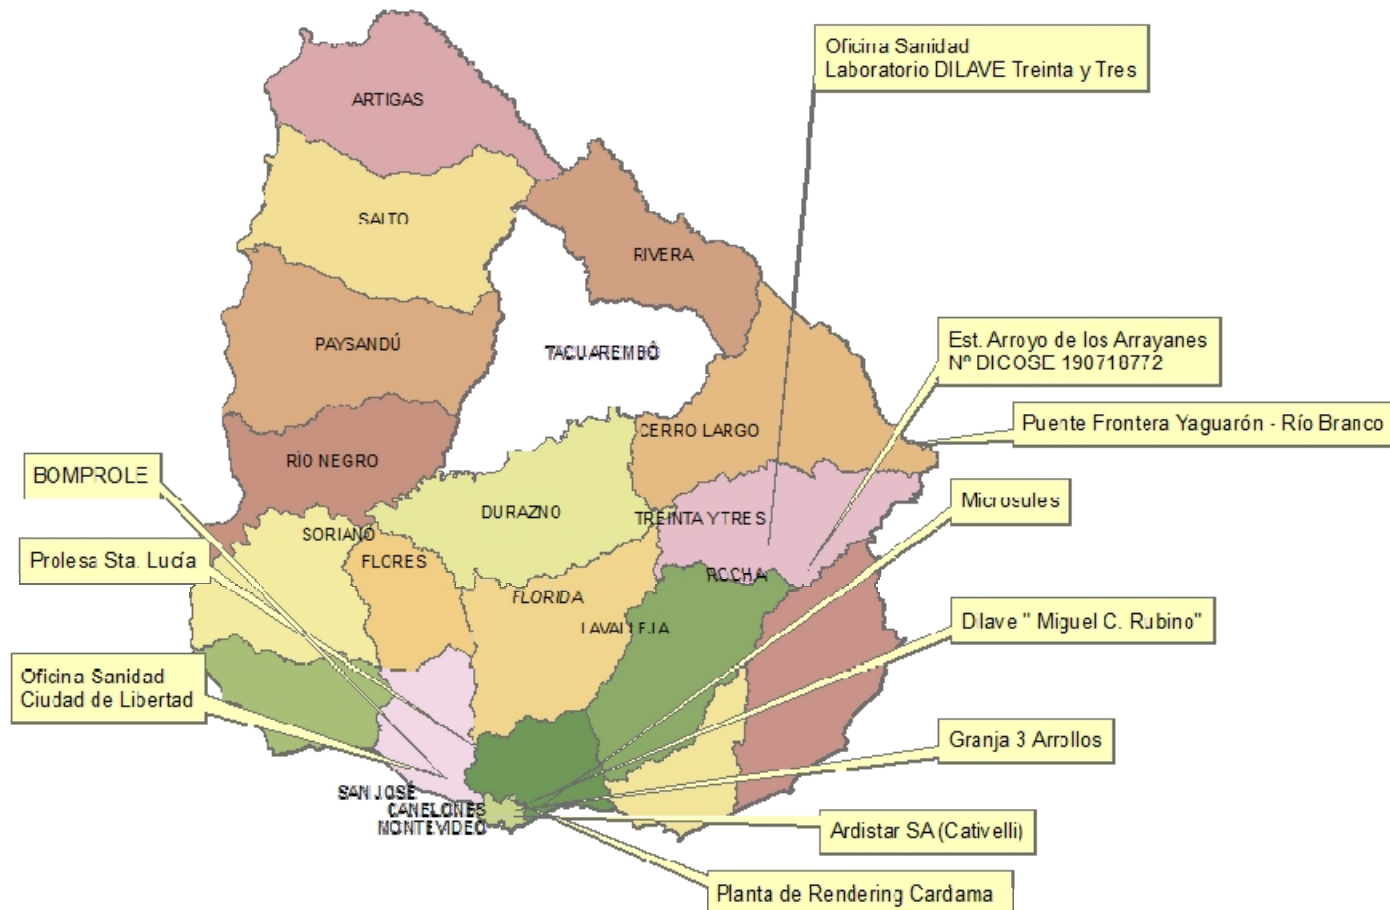 Oficina Sanidad
Laboratorio DILAVE Treinta y Tres
ARTIGAS
SALTO
RIVERA
PAYSANDÚ
TACUAREMBÓ
Est. Arroyo de los Arrayanes
Nº DICOSE 190718772
Puente Frontera Yaguarón - Río Branco
CERRO LARGO
RÍO NEGRO
BOMPROLE
Microsules
DURAZNO
TREINTA Y TRES
SORIANO
Prolesa Sta. Lucía
FLORES
ROCHA
FLORIDA
LAVALLEJA
Dilave " Miguel C. Rubino"
Oficina Sanidad
Ciudad de Libertad
Granja 3 Arrollos
SAN JOSÉ
CANELONES
MONTEVIDEO
Ardistar SA (Cativelli)
Planta de Rendering Cardama